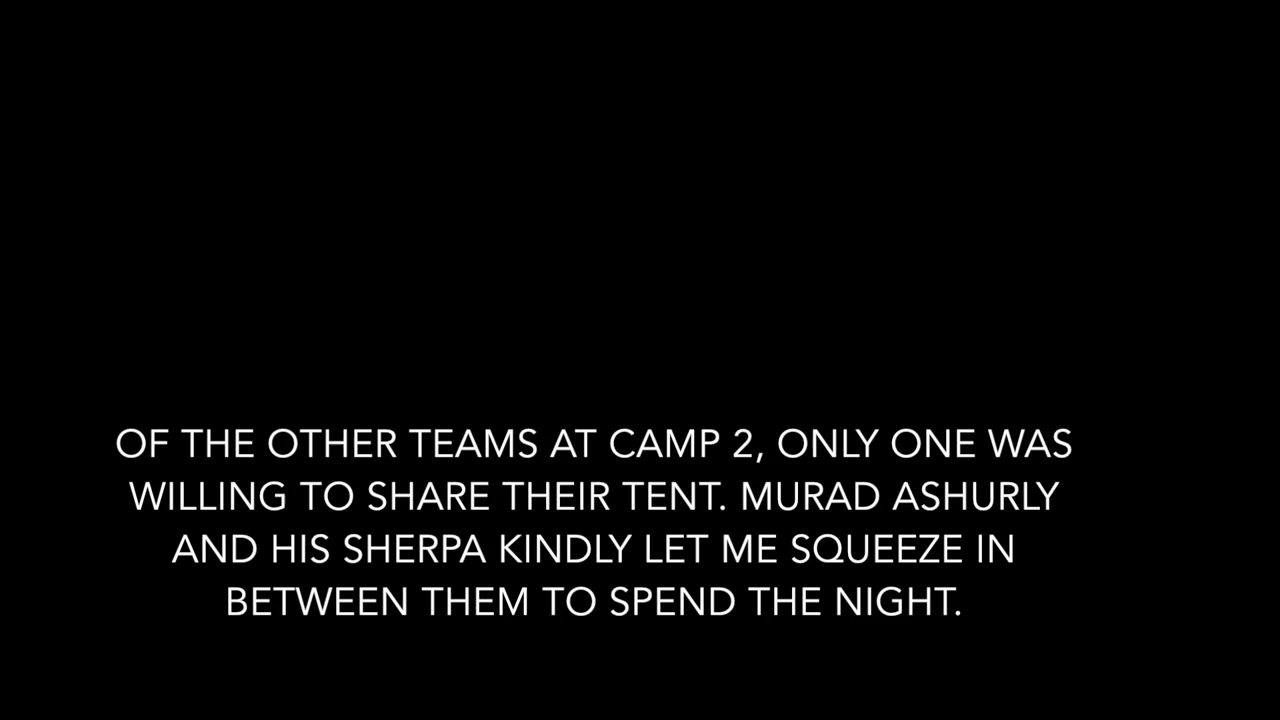 OF THE OTHER TEAMS AT CAMP 2, ONLY ONE WAS
WILLING TO SHARE THEIR TENT. MURAD ASHURLY
AND HIS SHERPA KINDLY LET ME SQUEEZE IN
BETWEEN THEM TO SPEND THE NIGHT.